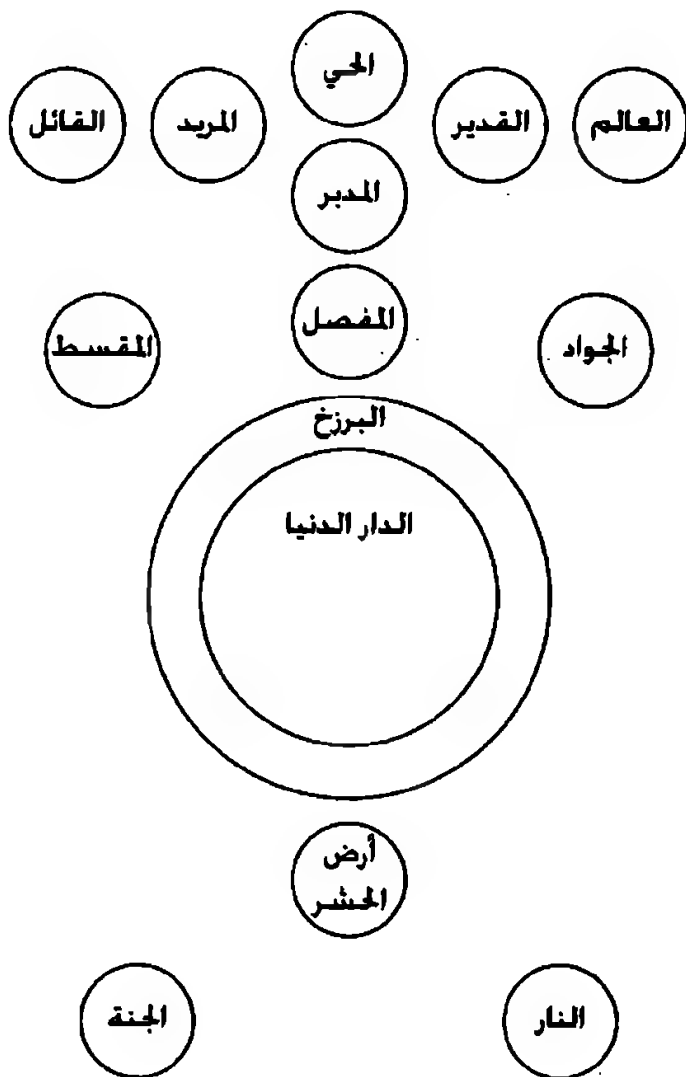 الحي
العالم
القدير
المريد
القائل
المدبر
المفصل
الجواد
المقسط
البرزخ
الدار الدنيا
أرض
الحشر
النار
الجنة